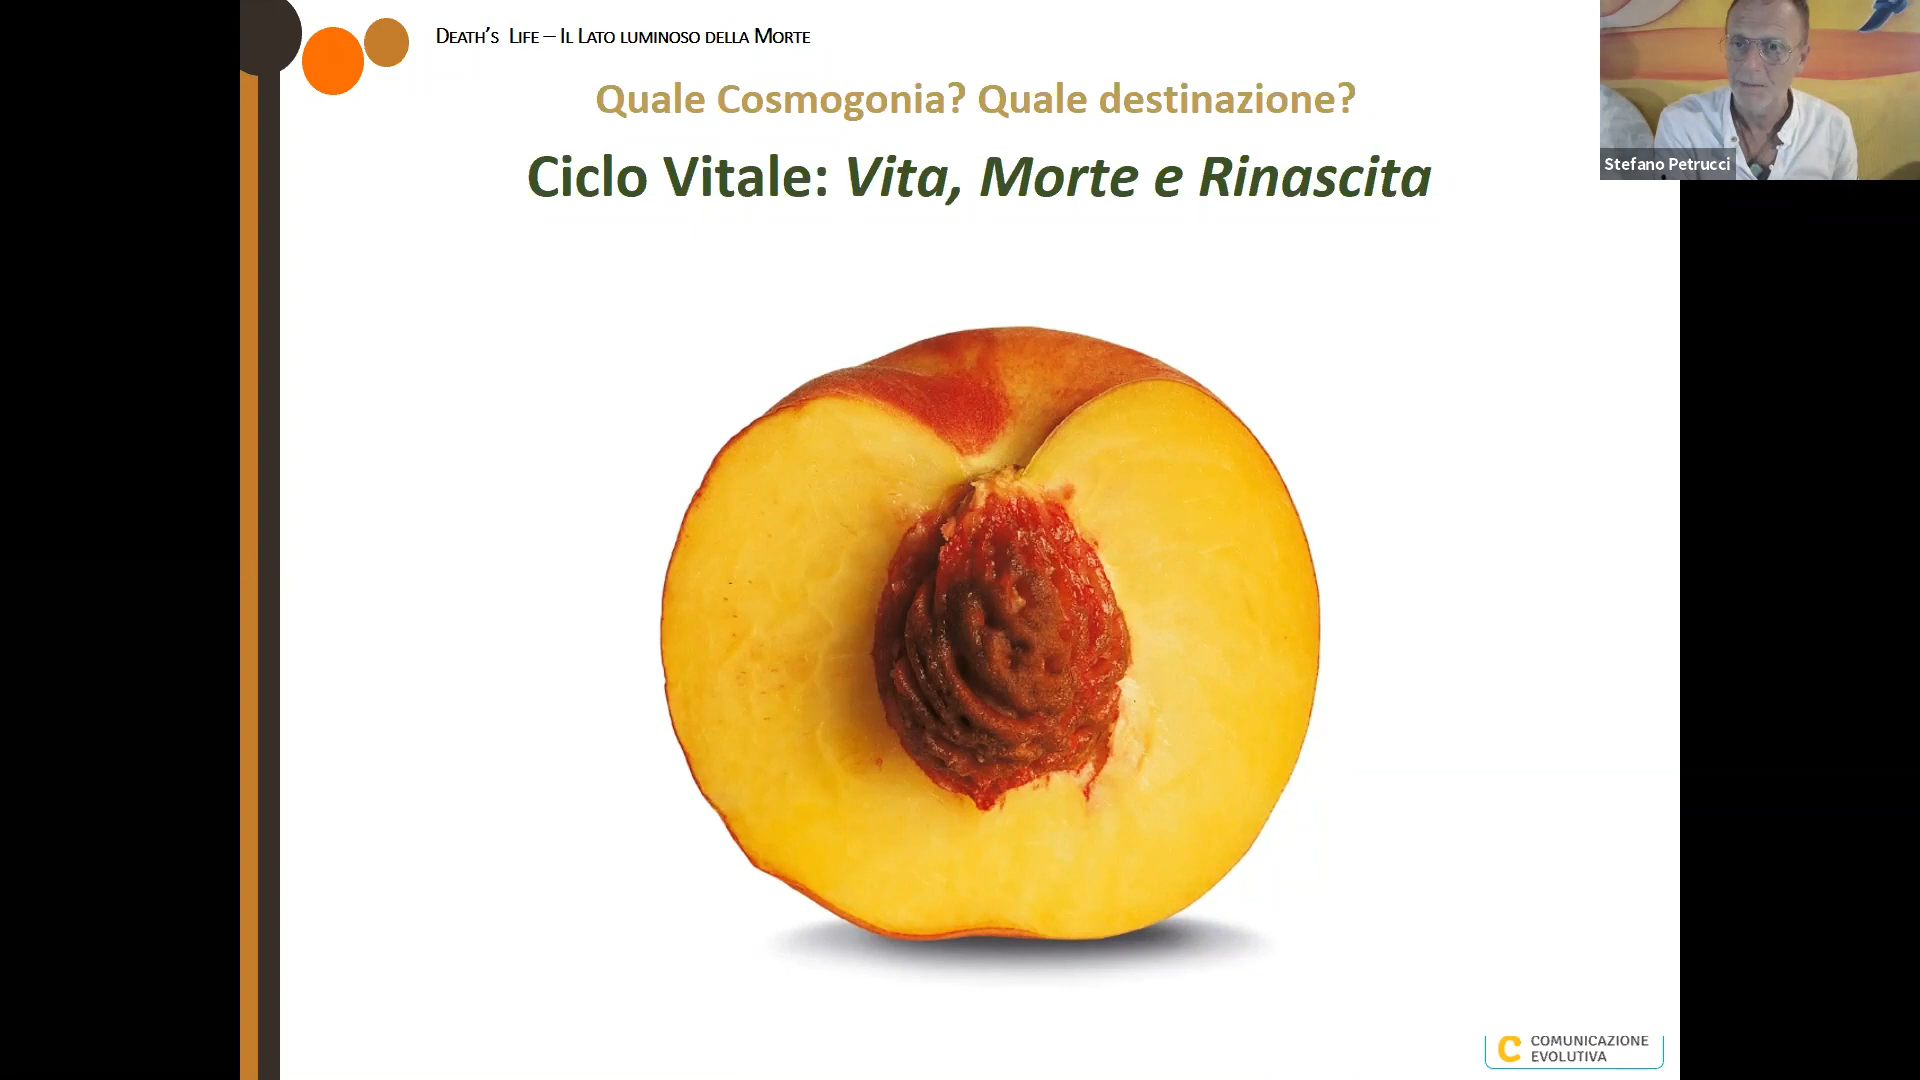 Death's Life – Il Lato luminoso della Morte
Quale Cosmogonia? Quale destinazione?
Ciclo Vitale: Vita, Morte e Rinascita
Stefano Petrucci
COMUNICAZIONE
EVOLUTIVA